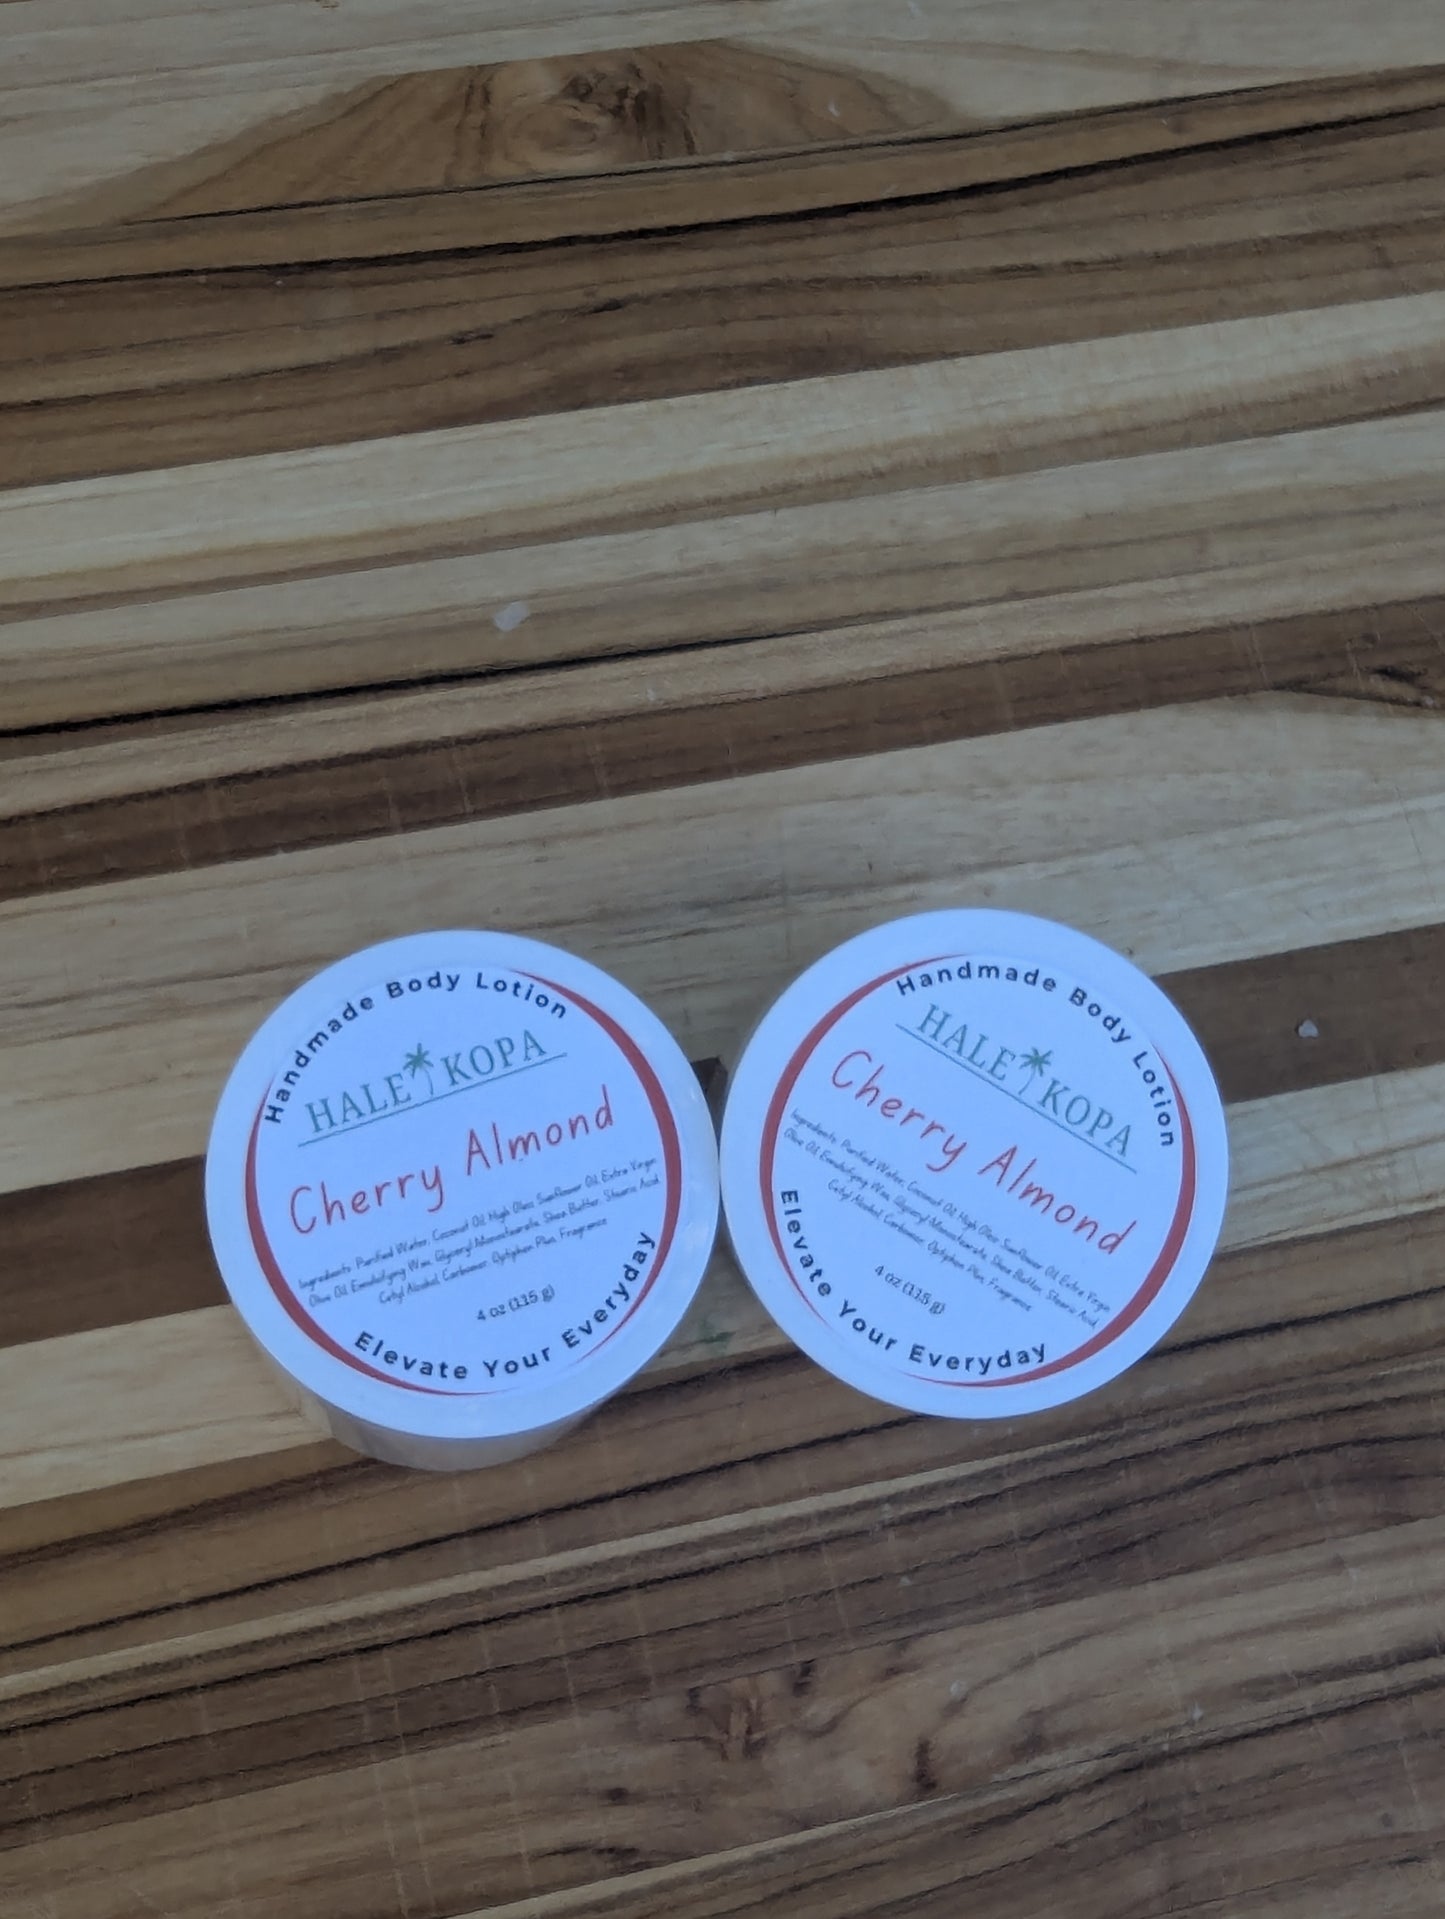 Handmade Body Lotion
HALE KOPA
Cherry Almond
Ingredients: Purified Water, Coconut Oil, High Oleic Sunflower Oil, Extra Virgin
Olive Oil, Emulsifying Wax, Glyceryl Monostearate, Shea Butter, Stearic Acid,
Cetyl Alcohol, Carbomer, Optiphen Plus, Fragrance
4 oz (115 g)
Elevate Your Everyday
Handmade Body Lotion
HALE KOPA
Cherry Almond
Ingredients: Purified Water, Coconut Oil, High Oleic Sunflower Oil, Extra Virgin
Olive Oil, Emulsifying Wax, Glyceryl Monostearate, Shea Butter, Stearic Acid,
Cetyl Alcohol, Carbomer, Optiphen Plus, Fragrance
4 oz (115 g)
Elevate Your Everyday